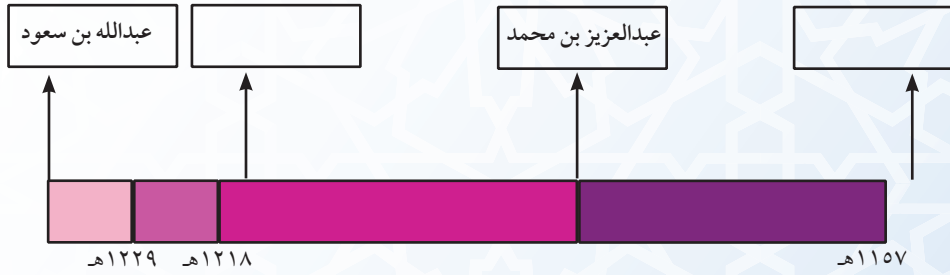 عبدالعزيز بن محمد
عبدالله بن سعود
١١٥٧هـ
١٢١٨هـ
١٢٢٩هـ